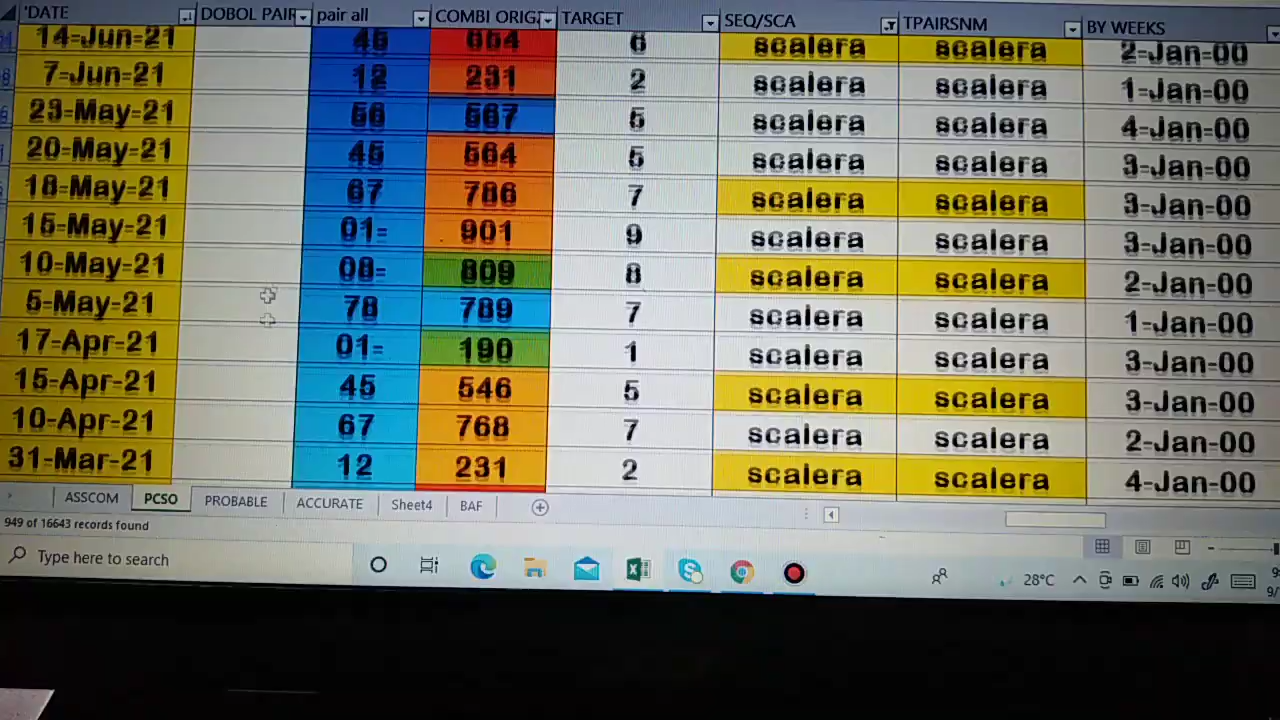 'DATE DOBOL PAIR pair all COMBI ORIG TARGET SEQ/SCA TPAIRSNM BY WEEKS
14-Jun-21 45 654 6 scalera scalera 2-Jan-00
7-Jun-21 12 231 2 scalera scalera 1-Jan-00
23-May-21 56 567 5 scalera scalera 4-Jan-00
20-May-21 45 564 5 scalera scalera 3-Jan-00
18-May-21 67 786 7 scalera scalera 3-Jan-00
15-May-21 01= 901 9 scalera scalera 3-Jan-00
10-May-21 08= 809 8 scalera scalera 2-Jan-00
5-May-21 78 789 7 scalera scalera 1-Jan-00
17-Apr-21 01= 190 1 scalera scalera 3-Jan-00
15-Apr-21 45 546 5 scalera scalera 3-Jan-00
10-Apr-21 67 768 7 scalera scalera 2-Jan-00
31-Mar-21 12 231 2 scalera scalera 4-Jan-00
ASSCOM PCSO PROBABLE ACCURATE Sheet4 BAF
949 of 16643 records found
Type here to search 28°C